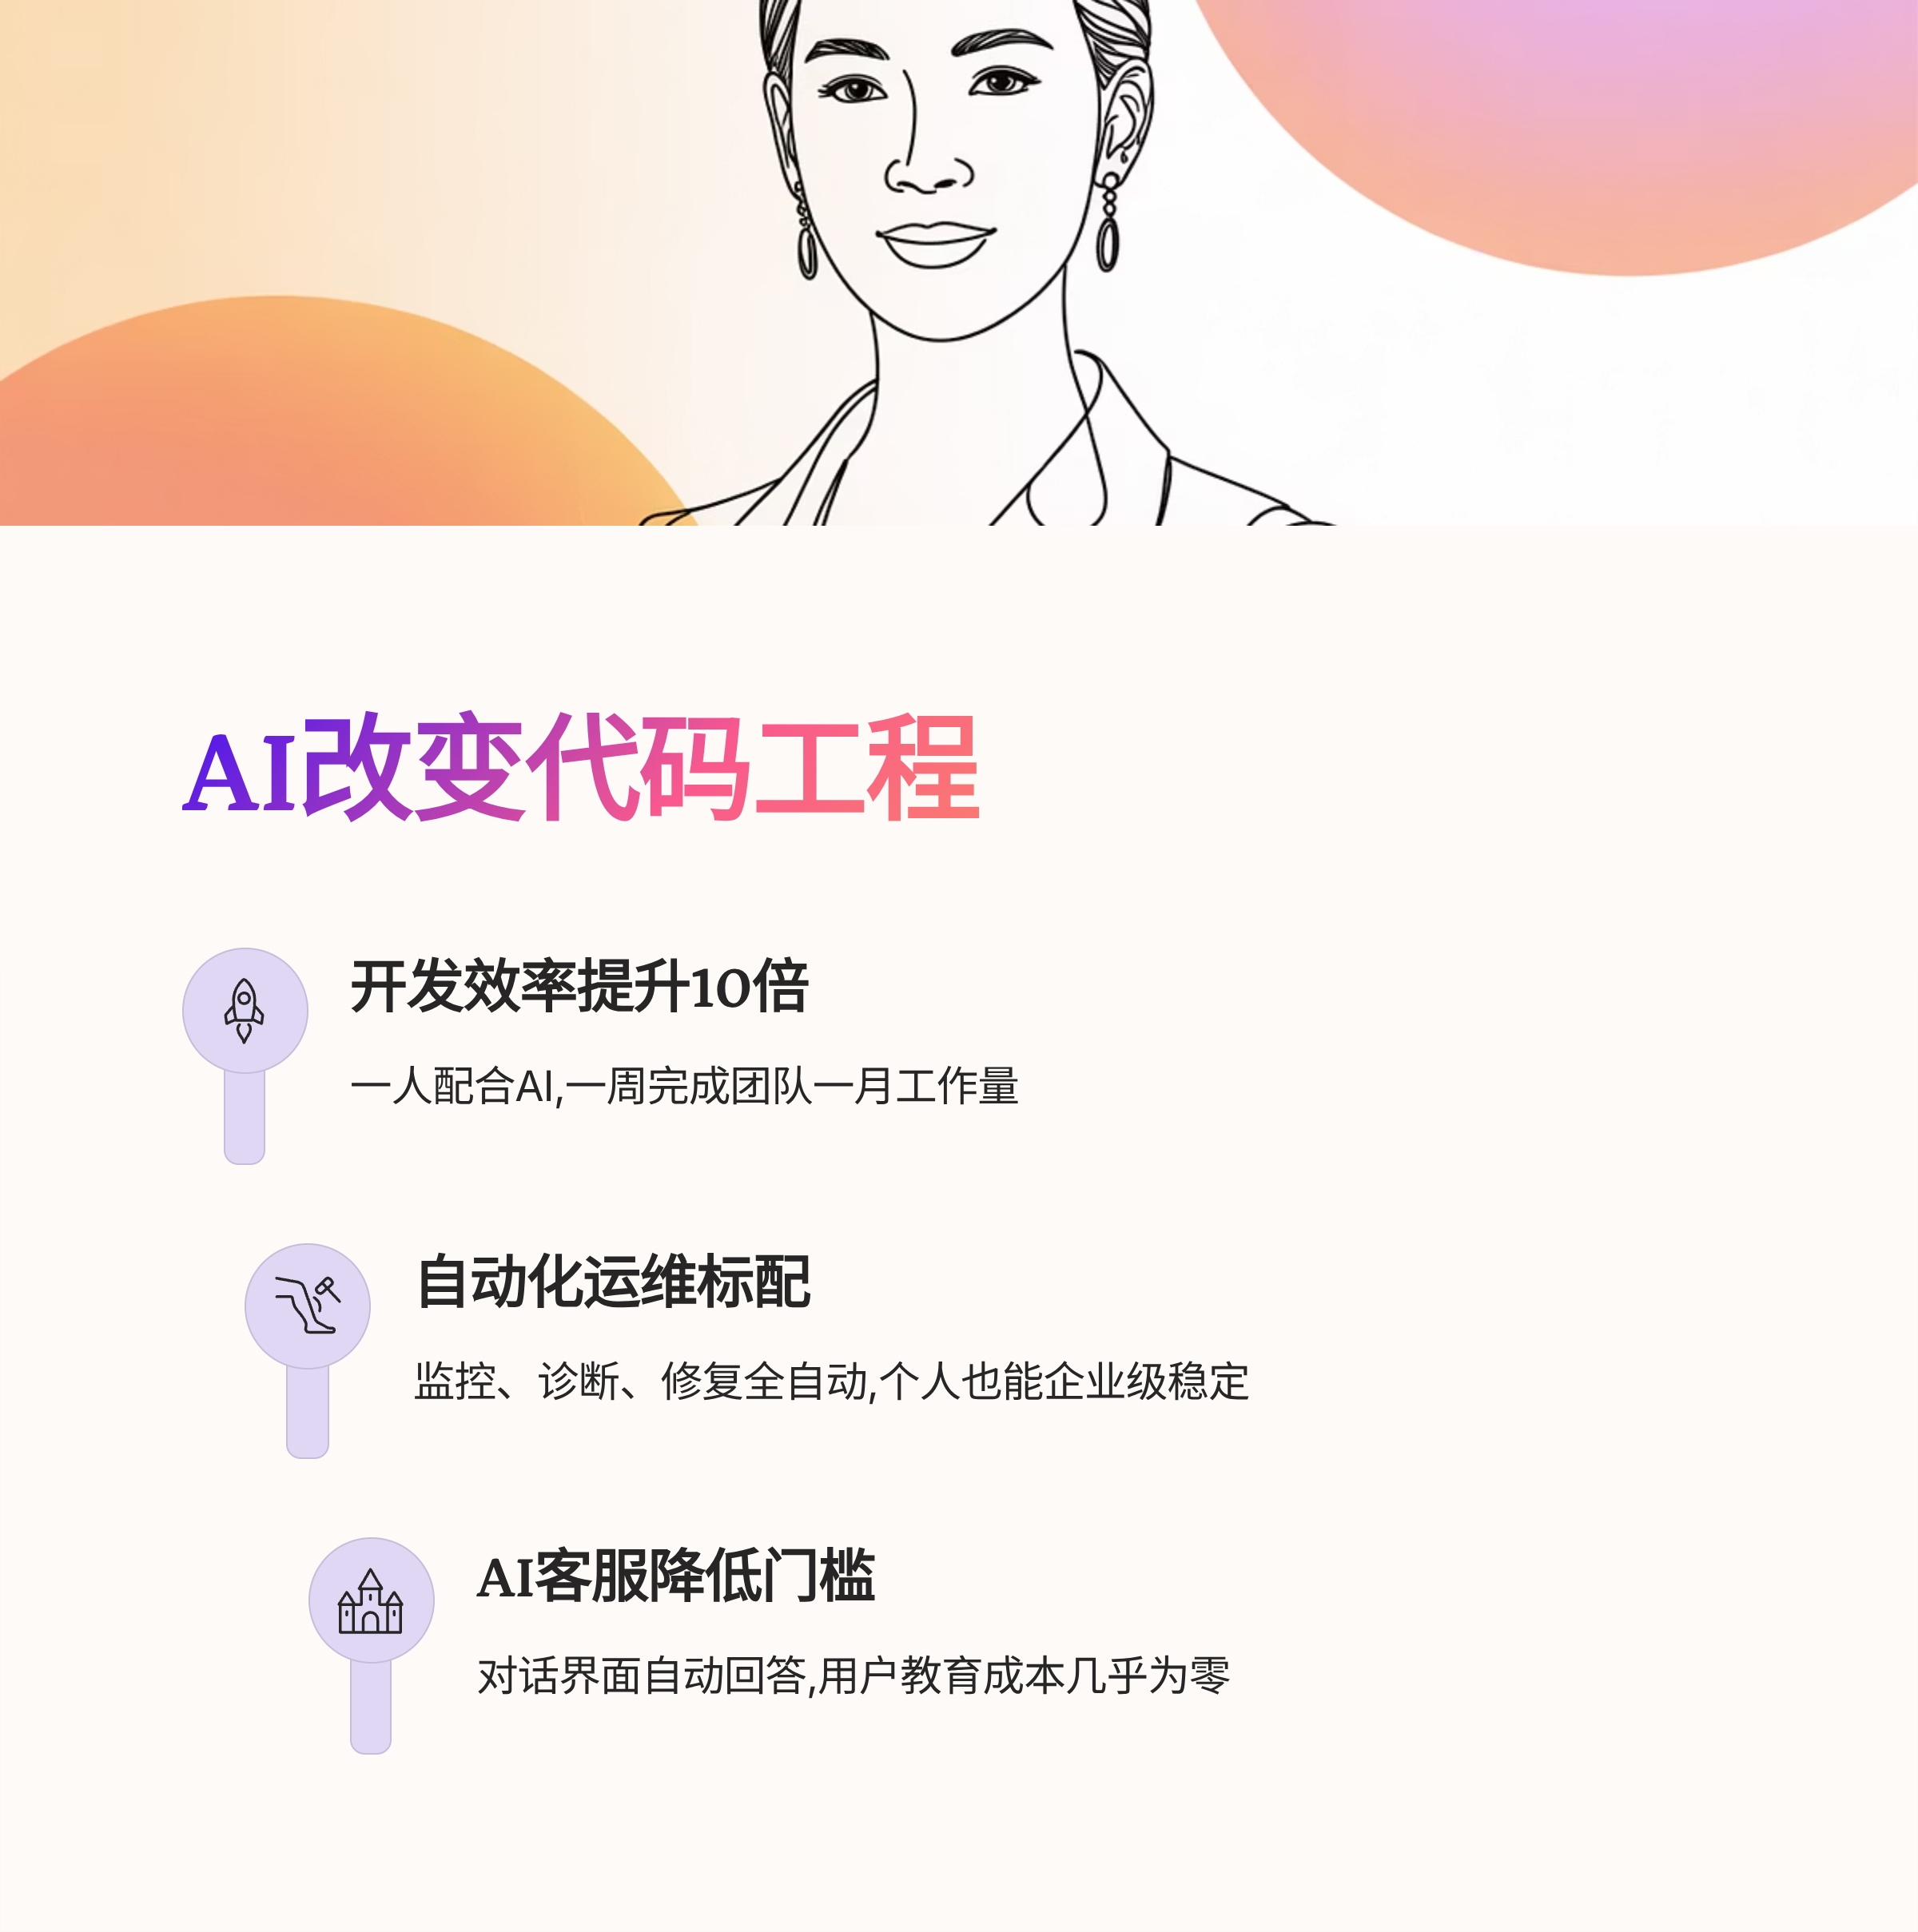 AI改变代码工程
开发效率提升10倍
一人配合AI,一周完成团队一月工作量
自动化运维标配
监控、诊断、修复全自动,个人也能企业级稳定
AI客服降低门槛
对话界面自动回答,用户教育成本几乎为零